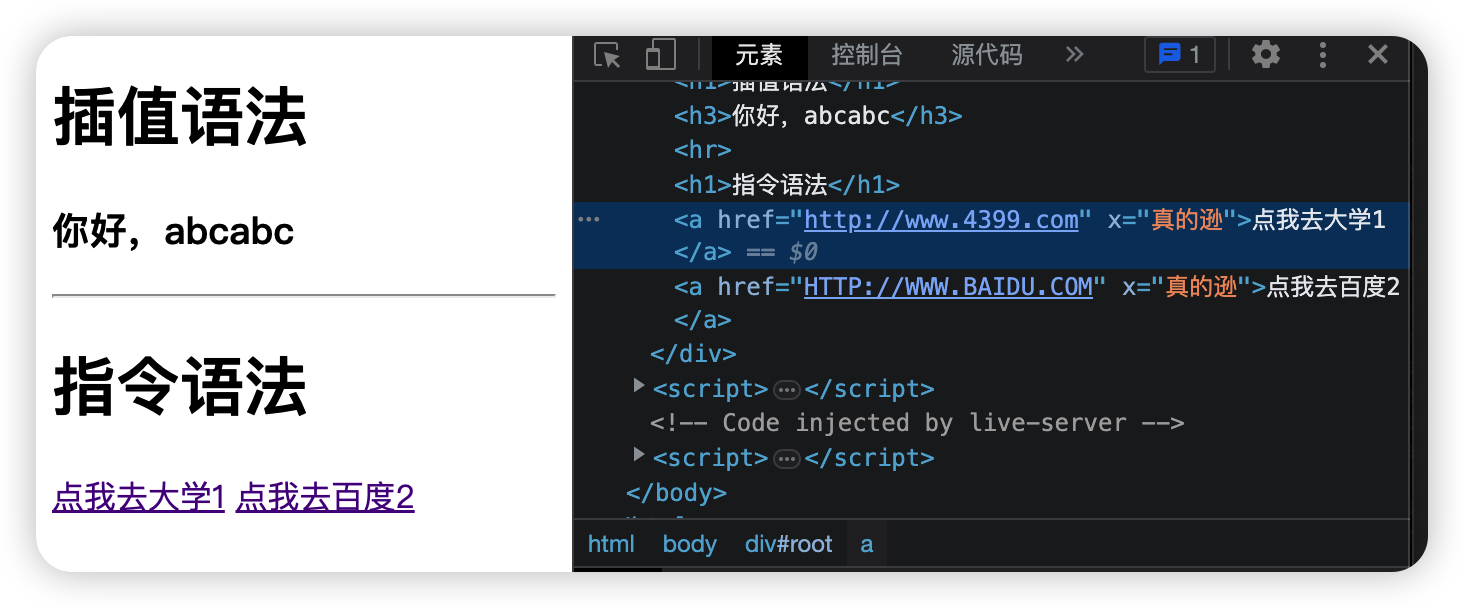 插值语法
你好，abcabc
指令语法
点我去大学1 点我去百度2
元素 控制台 源代码 » 1
<h1>插值语法</h1>
<h3>你好，abcabc</h3>
<hr>
<h1>指令语法</h1>
<a href="http://www.4399.com" x="真的逊">点我去大学1
</a> == $0
<a href="HTTP://WWW.BAIDU.COM" x="真的逊">点我去百度2
</a>
</div>
<script>…</script>
<!-- Code injected by live-server -->
<script>…</script>
</body>
html body div#root a